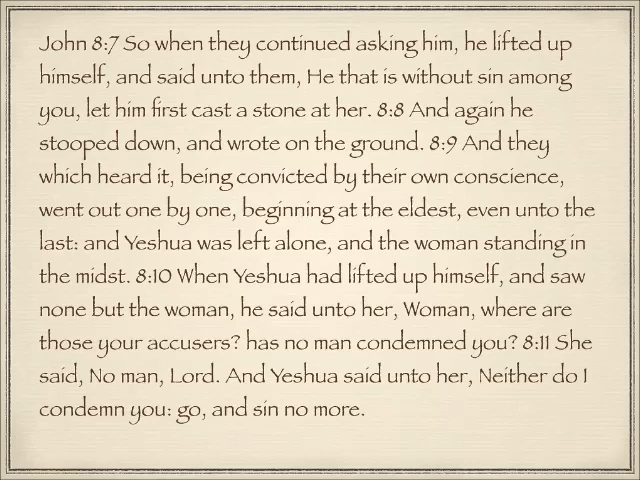 John 8:7 So when they continued asking him, he lifted up
himself, and said unto them, He that is without sin among
you, let him first cast a stone at her. 8:8 And again he
stooped down, and wrote on the ground. 8:9 And they
which heard it, being convicted by their own conscience,
went out one by one, beginning at the eldest, even unto the
last: and Yeshua was left alone, and the woman standing in
the midst. 8:10 When Yeshua had lifted up himself, and saw
none but the woman, he said unto her, Woman, where are
those your accusers? has no man condemned you? 8:11 She
said, No man, Lord. And Yeshua said unto her, Neither do I
condemn you: go, and sin no more.